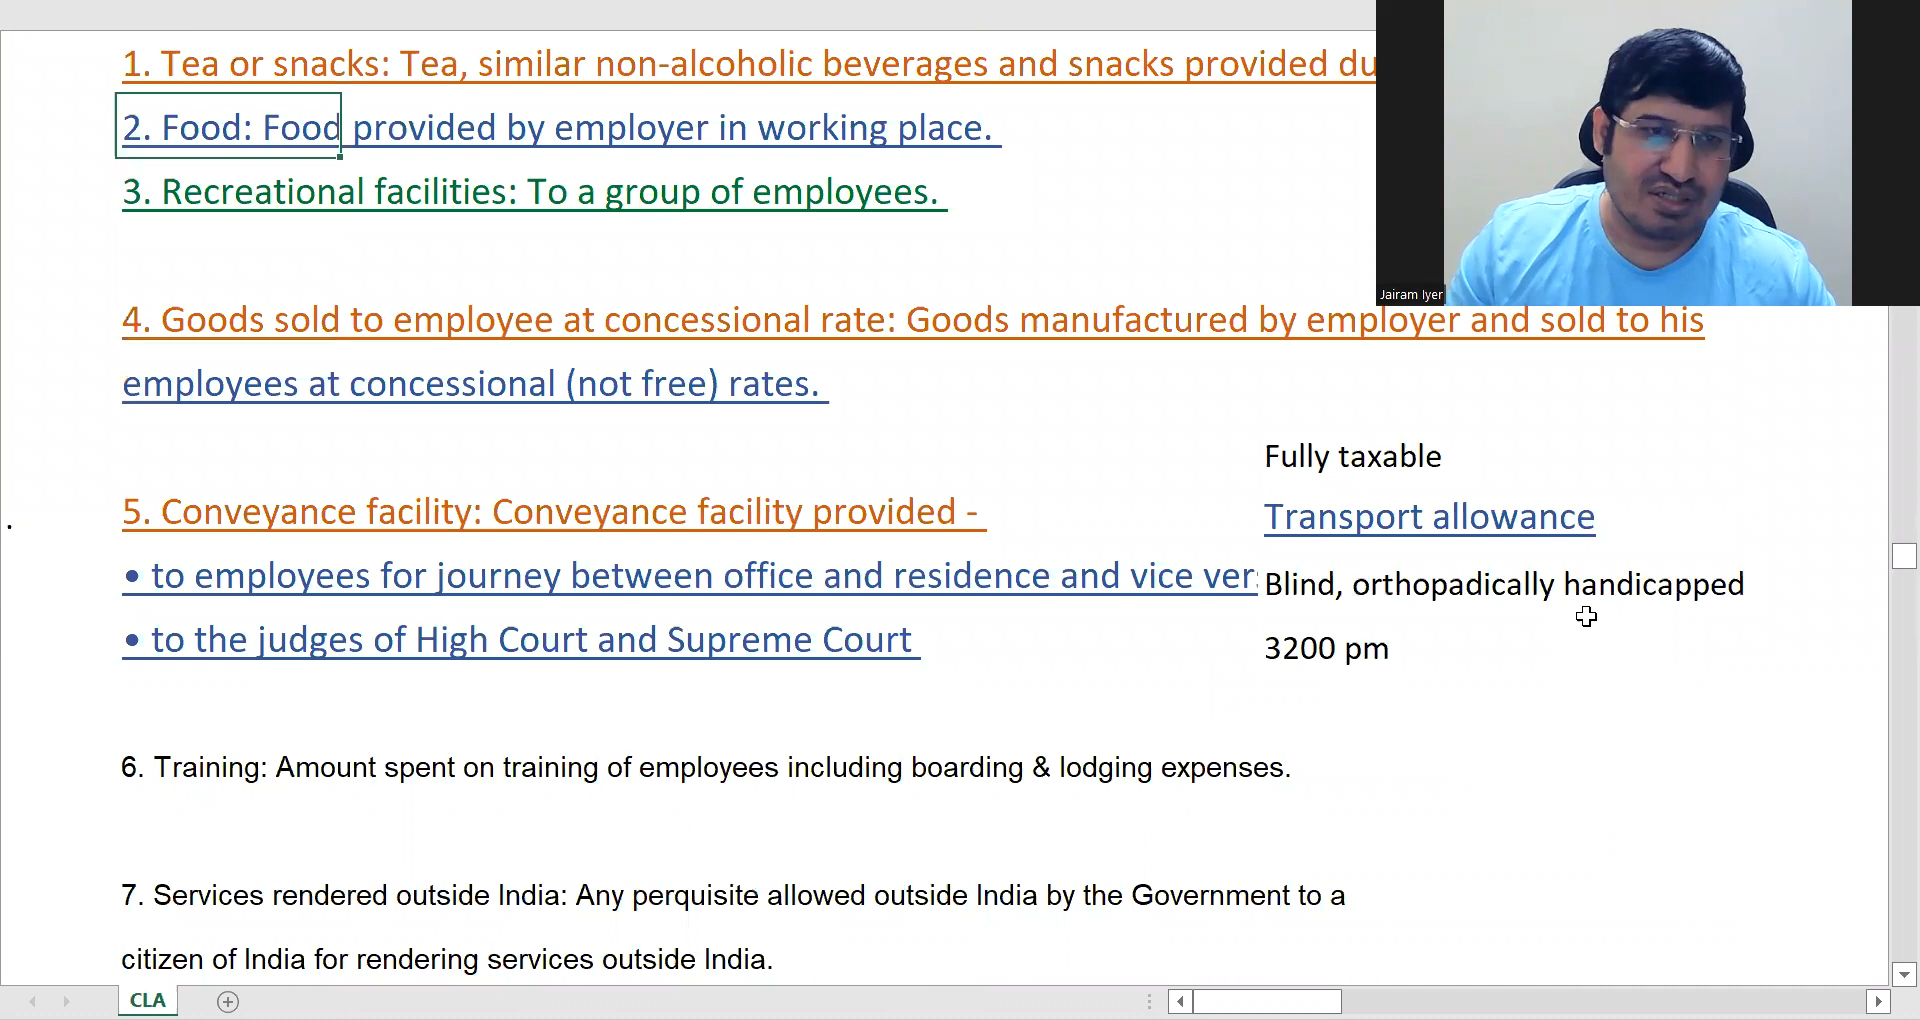 1. Tea or snacks: Tea, similar non-alcoholic beverages and snacks provided du
2. Food: Food provided by employer in working place.
3. Recreational facilities: To a group of employees.
Jairam Iyer
4. Goods sold to employee at concessional rate: Goods manufactured by employer and sold to his
employees at concessional (not free) rates.
Fully taxable
5. Conveyance facility: Conveyance facility provided -
Transport allowance
• to employees for journey between office and residence and vice ver
Blind, orthopadically handicapped
• to the judges of High Court and Supreme Court
3200 pm
6. Training: Amount spent on training of employees including boarding & lodging expenses.
7. Services rendered outside India: Any perquisite allowed outside India by the Government to a
citizen of India for rendering services outside India.
CLA